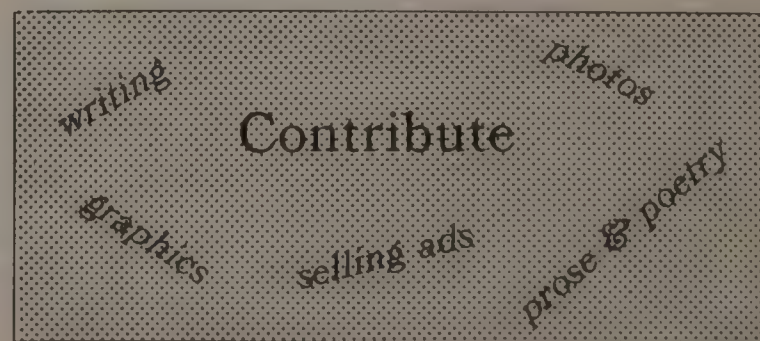 writing
photos
Contribute
graphics
selling ads
prose & poetry